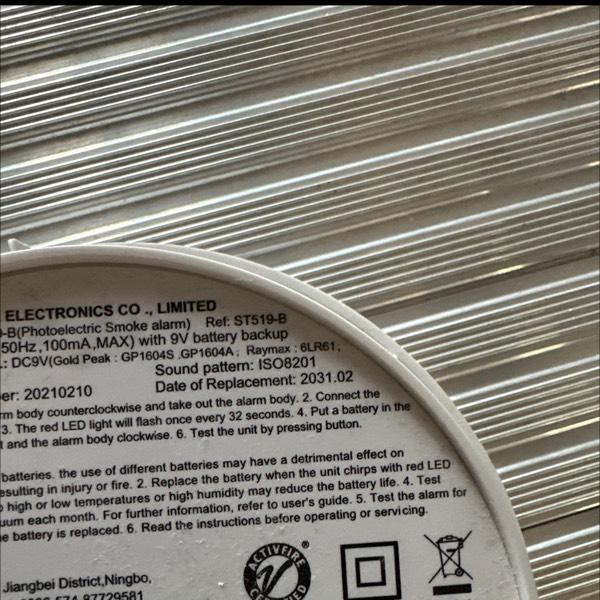 ELECTRONICS CO ., LIMITED
-B(Photoelectric Smoke alarm) Ref: ST519-B
50Hz,100mA,MAX) with 9V battery backup
: DC9V(Gold Peak : GP1604S ,GP1604A ; Raymax : 6LR61;
Sound pattern: ISO8201
er: 20210210 Date of Replacement: 2031.02
rm body counterclockwise and take out the alarm body. 2. Connect the
3. The red LED light will flash once every 32 seconds. 4. Put a battery in the
t and the alarm body clockwise. 6. Test the unit by pressing button.
batteries. the use of different batteries may have a detrimental effect on
esulting in injury or fire. 2. Replace the battery when the unit chirps with red LED
high or low temperatures or high humidity may reduce the battery life. 4. Test
uum each month. For further information, refer to user's guide. 5. Test the alarm for
e battery is replaced. 6. Read the instructions before operating or servicing.
ACTIVFIRE ®
CERTIFIED
Jiangbei District,Ningbo,
574-87729581